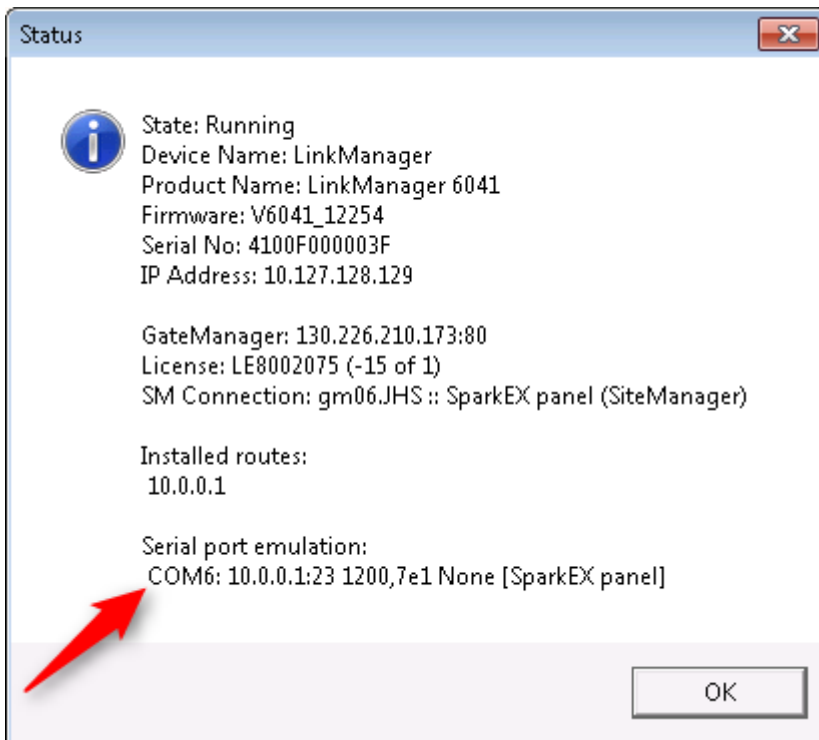 Status
State: Running
Device Name: LinkManager
Product Name: LinkManager 6041
Firmware: V6041_12254
Serial No: 4100F000003F
IP Address: 10.127.128.129
GateManager: 130.226.210.173:80
License: LE8002075 (-15 of 1)
SM Connection: gm06.JHS :: SparkEX panel (SiteManager)
Installed routes:
10.0.0.1
Serial port emulation:
COM6: 10.0.0.1:23 1200,7e1 None [SparkEX panel]
OK